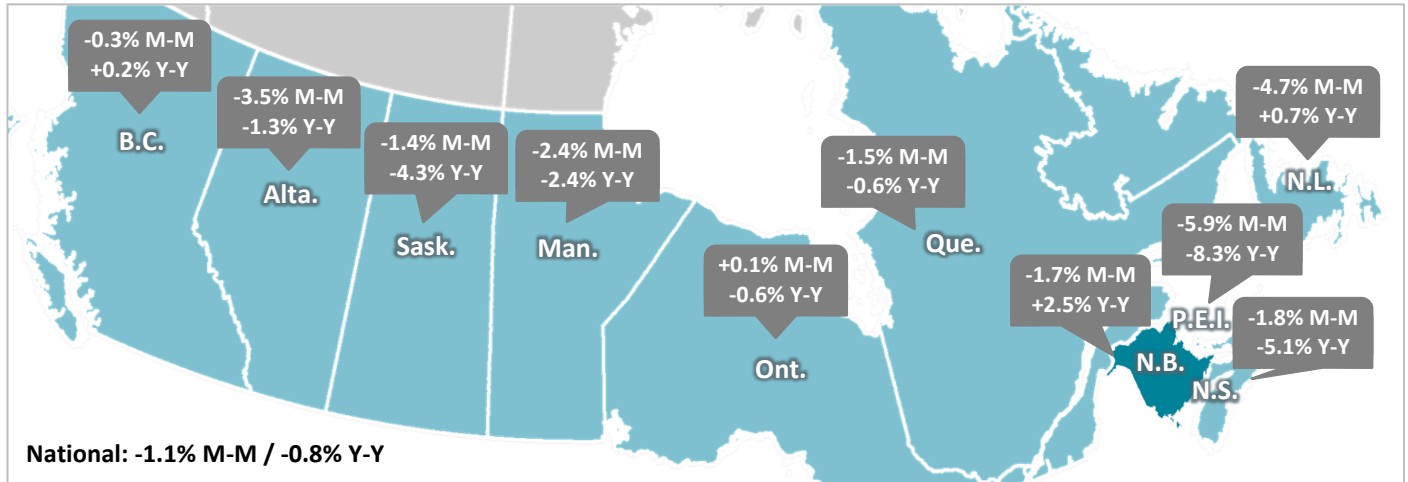 -0.3% M-M
+0.2% Y-Y
B.C.
-3.5% M-M
-1.3% Y-Y
Alta.
-1.4% M-M
-4.3% Y-Y
Sask.
-2.4% M-M
-2.4% Y-Y
Man.
+0.1% M-M
-0.6% Y-Y
Ont.
-1.5% M-M
-0.6% Y-Y
Que.
-4.7% M-M
+0.7% Y-Y
N.L.
-5.9% M-M
-8.3% Y-Y
P.E.I.
-1.7% M-M
+2.5% Y-Y
N.B.
-1.8% M-M
-5.1% Y-Y
N.S.
National: -1.1% M-M / -0.8% Y-Y